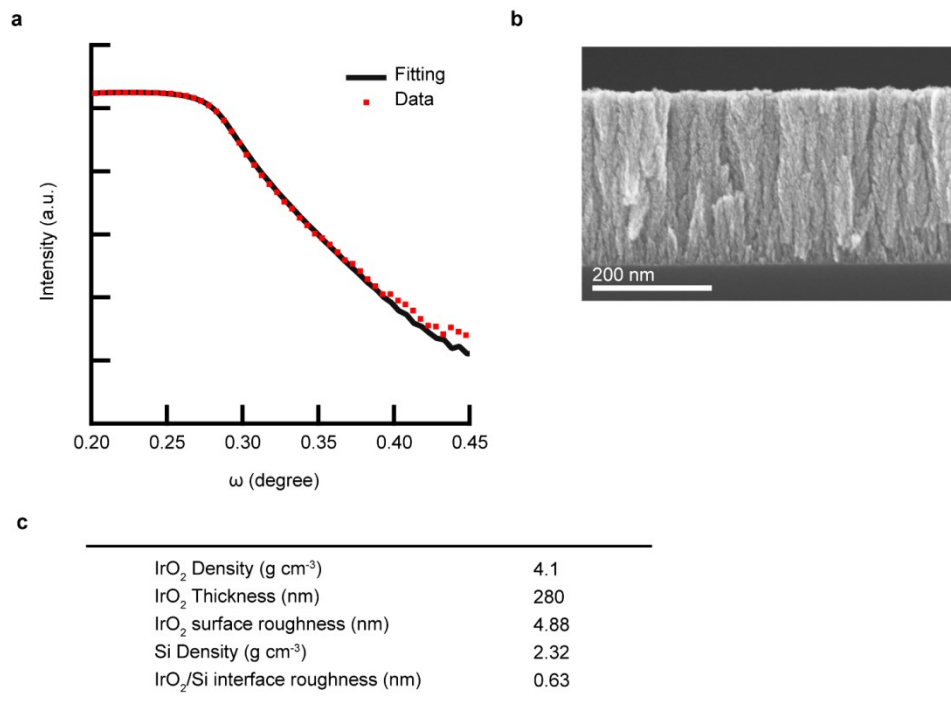 a
b
Fitting
Data
Intensity (a.u.)
0.20 0.25 0.30 0.35 0.40 0.45
ω (degree)
200 nm
c
IrO₂ Density (g cm⁻³) 4.1
IrO₂ Thickness (nm) 280
IrO₂ surface roughness (nm) 4.88
Si Density (g cm⁻³) 2.32
IrO₂/Si interface roughness (nm) 0.63